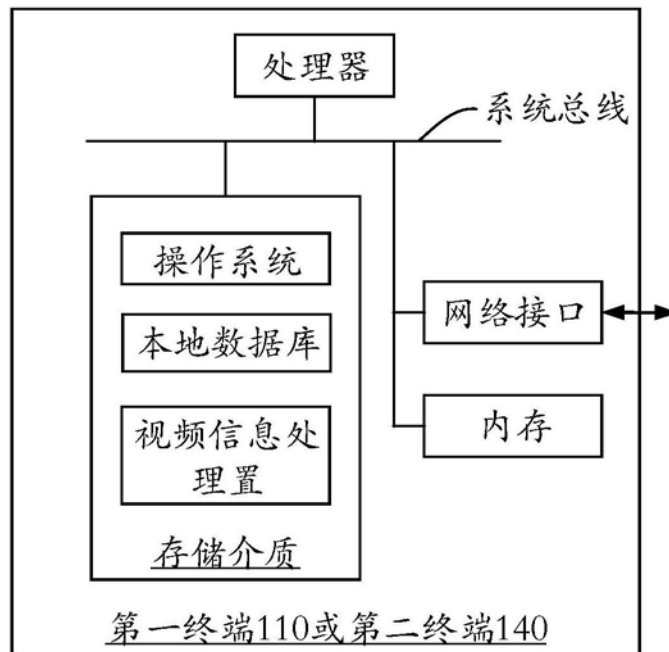 处理器
系统总线
操作系统
本地数据库
视频信息处
理置
存储介质
网络接口
内存
第一终端110或第二终端140